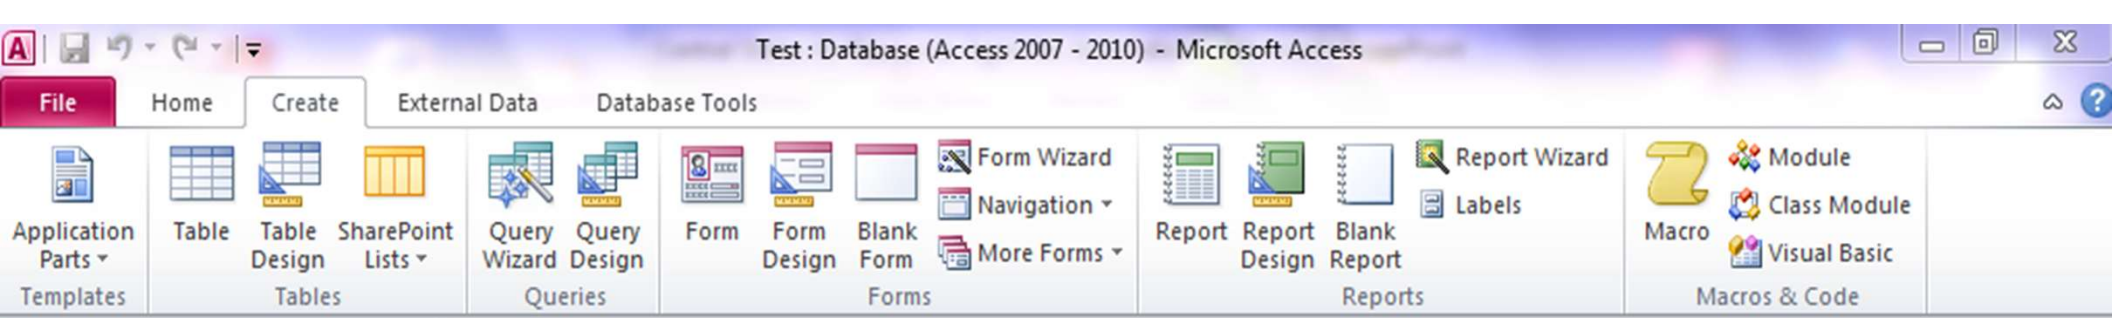 Test : Database (Access 2007 - 2010) - Microsoft Access
File Home Create External Data Database Tools
Application Parts
Templates
Table
Table Design
SharePoint Lists
Tables
Query Wizard
Query Design
Queries
Form
Form Design
Blank Form
Form Wizard
Navigation
More Forms
Forms
Report
Report Design
Blank Report
Report Wizard
Labels
Reports
Macro
Module
Class Module
Visual Basic
Macros & Code